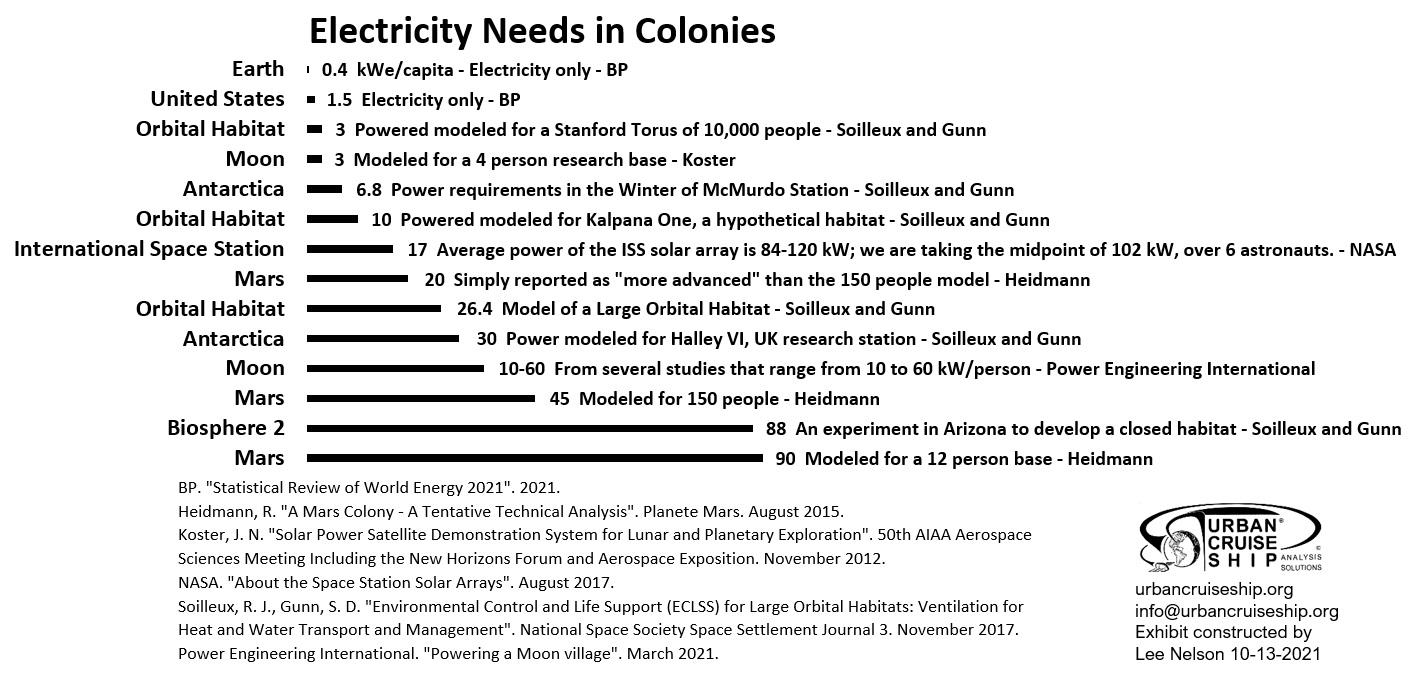 Electricity Needs in Colonies
Earth 0.4 kWe/capita - Electricity only - BP
United States 1.5 Electricity only - BP
Orbital Habitat 3 Powered modeled for a Stanford Torus of 10,000 people - Soilleux and Gunn
Moon 3 Modeled for a 4 person research base - Koster
Antarctica 6.8 Power requirements in the Winter of McMurdo Station - Soilleux and Gunn
Orbital Habitat 10 Powered modeled for Kalpana One, a hypothetical habitat - Soilleux and Gunn
International Space Station 17 Average power of the ISS solar array is 84-120 kW; we are taking the midpoint of 102 kW, over 6 astronauts. - NASA
Mars 20 Simply reported as "more advanced" than the 150 people model - Heidmann
Orbital Habitat 26.4 Model of a Large Orbital Habitat - Soilleux and Gunn
Antarctica 30 Power modeled for Halley VI, UK research station - Soilleux and Gunn
Moon 10-60 From several studies that range from 10 to 60 kW/person - Power Engineering International
Mars 45 Modeled for 150 people - Heidmann
Biosphere 2 88 An experiment in Arizona to develop a closed habitat - Soilleux and Gunn
Mars 90 Modeled for a 12 person base - Heidmann
BP. "Statistical Review of World Energy 2021". 2021.
Heidmann, R. "A Mars Colony - A Tentative Technical Analysis". Planete Mars. August 2015.
Koster, J. N. "Solar Power Satellite Demonstration System for Lunar and Planetary Exploration". 50th AIAA Aerospace
Sciences Meeting Including the New Horizons Forum and Aerospace Exposition. November 2012.
NASA. "About the Space Station Solar Arrays". August 2017.
Soilleux, R. J., Gunn, S. D. "Environmental Control and Life Support (ECLSS) for Large Orbital Habitats: Ventilation for
Heat and Water Transport and Management". National Space Society Space Settlement Journal 3. November 2017.
Power Engineering International. "Powering a Moon village". March 2021.
URBAN®
CRUISE ©
SHIP ANALYSIS
SOLUTIONS
urbancruiseship.org
info@urbancruiseship.org
Exhibit constructed by
Lee Nelson 10-13-2021